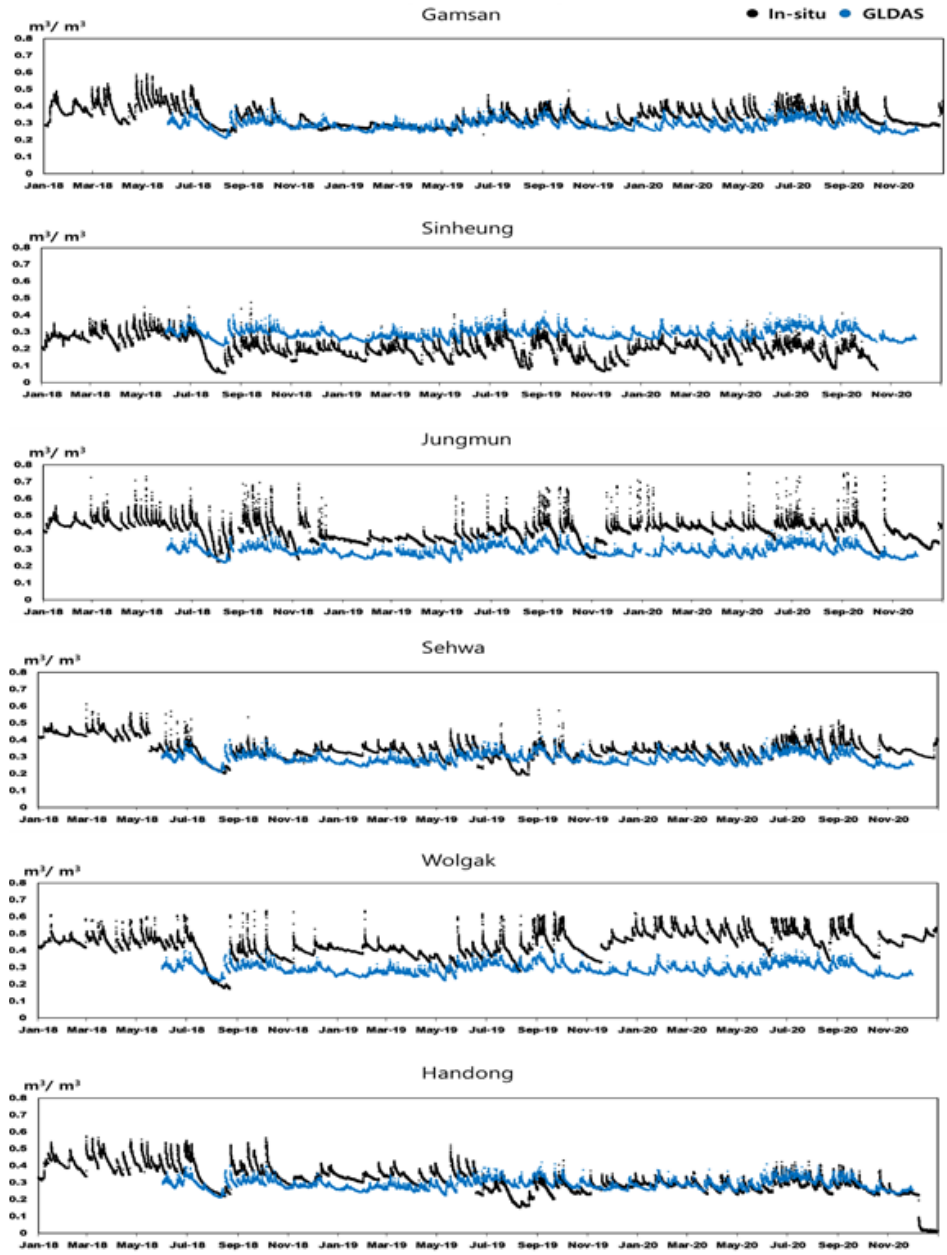 Gamsan
● In-situ ● GLDAS
m³/ m³
0.8
0.7
0.6
0.5
0.4
0.3
0.2
0.1
0
Jan-18 Mar-18 May-18 Jul-18 Sep-18 Nov-18 Jan-19 Mar-19 May-19 Jul-19 Sep-19 Nov-19 Jan-20 Mar-20 May-20 Jul-20 Sep-20 Nov-20
Sinheung
m³/ m³
0.8
0.7
0.6
0.5
0.4
0.3
0.2
0.1
0
Jan-18 Mar-18 May-18 Jul-18 Sep-18 Nov-18 Jan-19 Mar-19 May-19 Jul-19 Sep-19 Nov-19 Jan-20 Mar-20 May-20 Jul-20 Sep-20 Nov-20
Jungmun
m³/ m³
0.8
0.7
0.6
0.5
0.4
0.3
0.2
0.1
0
Jan-18 Mar-18 May-18 Jul-18 Sep-18 Nov-18 Jan-19 Mar-19 May-19 Jul-19 Sep-19 Nov-19 Jan-20 Mar-20 May-20 Jul-20 Sep-20 Nov-20
Sehwa
m³/ m³
0.8
0.7
0.6
0.5
0.4
0.3
0.2
0.1
0
Jan-18 Mar-18 May-18 Jul-18 Sep-18 Nov-18 Jan-19 Mar-19 May-19 Jul-19 Sep-19 Nov-19 Jan-20 Mar-20 May-20 Jul-20 Sep-20 Nov-20
Wolgak
m³/ m³
0.8
0.7
0.6
0.5
0.4
0.3
0.2
0.1
0
Jan-18 Mar-18 May-18 Jul-18 Sep-18 Nov-18 Jan-19 Mar-19 May-19 Jul-19 Sep-19 Nov-19 Jan-20 Mar-20 May-20 Jul-20 Sep-20 Nov-20
Handong
m³/ m³
0.8
0.7
0.6
0.5
0.4
0.3
0.2
0.1
0
Jan-18 Mar-18 May-18 Jul-18 Sep-18 Nov-18 Jan-19 Mar-19 May-19 Jul-19 Sep-19 Nov-19 Jan-20 Mar-20 May-20 Jul-20 Sep-20 Nov-20